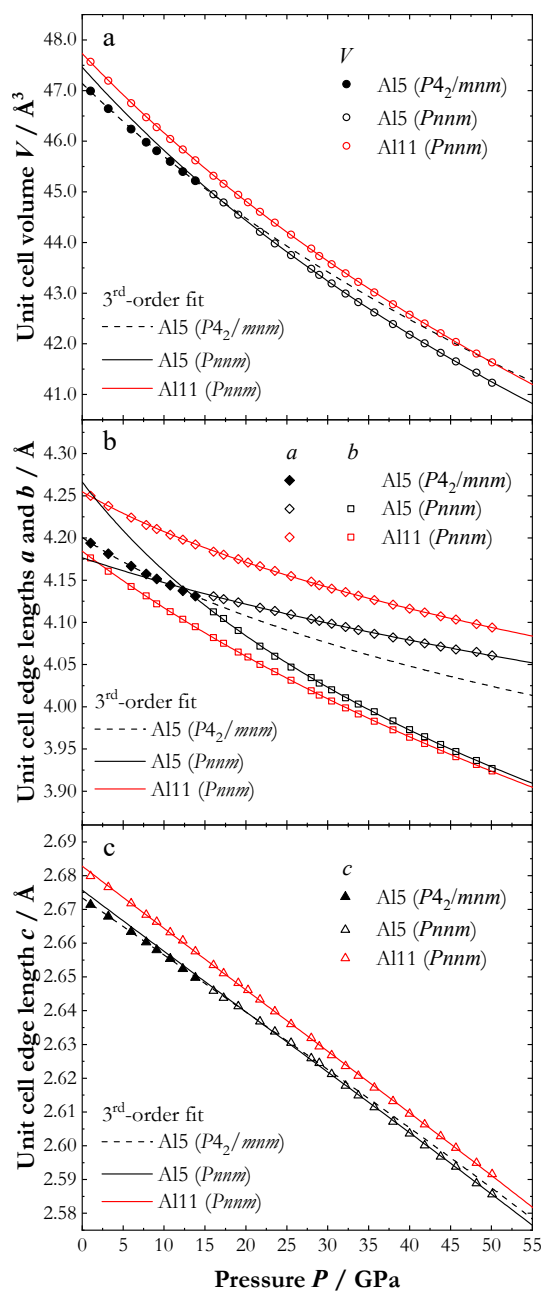 a
V
Al5 (P4₂/mnm)
Al5 (Pnnm)
Al11 (Pnnm)
3ʳᵈ-order fit
Al5 (P4₂/mnm)
Al5 (Pnnm)
Al11 (Pnnm)
Unit cell volume V / Å³
48.0
47.0
46.0
45.0
44.0
43.0
42.0
41.0
b
a b
Al5 (P4₂/mnm)
Al5 (Pnnm)
Al11 (Pnnm)
3ʳᵈ-order fit
Al5 (P4₂/mnm)
Al5 (Pnnm)
Al11 (Pnnm)
Unit cell edge lengths a and b / Å
4.30
4.25
4.20
4.15
4.10
4.05
4.00
3.95
3.90
c
c
Al5 (P4₂/mnm)
Al5 (Pnnm)
Al11 (Pnnm)
3ʳᵈ-order fit
Al5 (P4₂/mnm)
Al5 (Pnnm)
Al11 (Pnnm)
Unit cell edge length c / Å
2.69
2.68
2.67
2.66
2.65
2.64
2.63
2.62
2.61
2.60
2.59
2.58
0 5 10 15 20 25 30 35 40 45 50 55
Pressure P / GPa